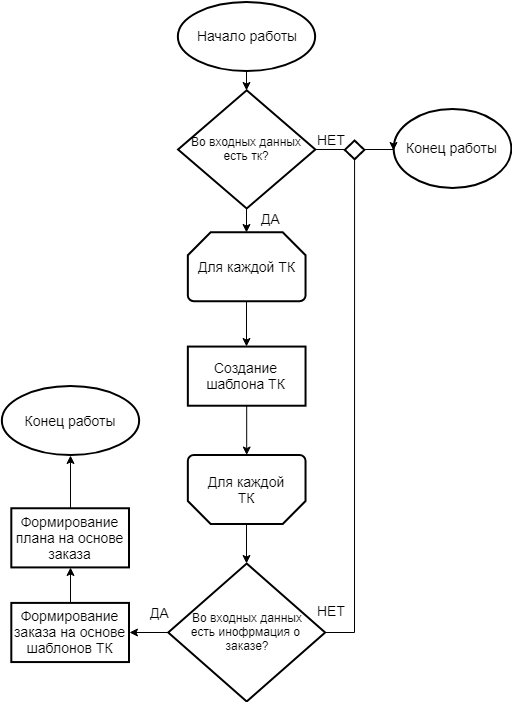 Начало работы
Во входных данных
есть тк?
НЕТ
Конец работы
ДА
Для каждой ТК
Создание
шаблона ТК
Конец работы
Для каждой
ТК
Формирование
плана на основе
заказа
Во входных данных
есть инофрмация о
заказе?
НЕТ
ДА
Формирование
заказа на основе
шаблонов ТК